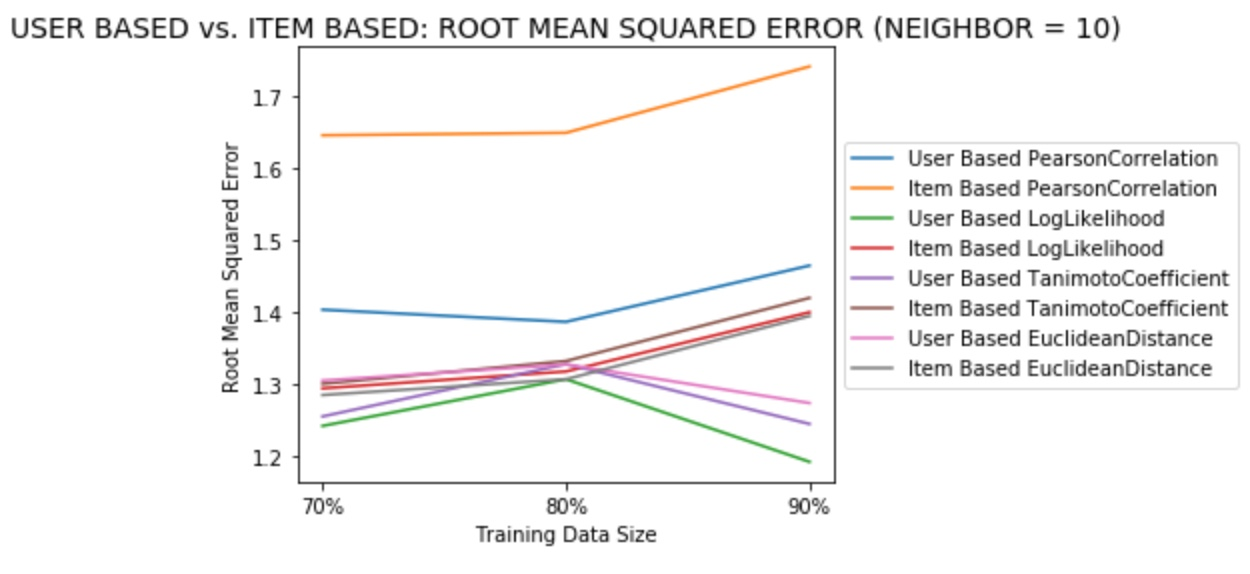 USER BASED vs. ITEM BASED: ROOT MEAN SQUARED ERROR (NEIGHBOR = 10)
1.7
1.6
1.5
1.4
1.3
1.2
Root Mean Squared Error
70%
80%
90%
Training Data Size
User Based PearsonCorrelation
Item Based PearsonCorrelation
User Based LogLikelihood
Item Based LogLikelihood
User Based TanimotoCoefficient
Item Based TanimotoCoefficient
User Based EuclideanDistance
Item Based EuclideanDistance